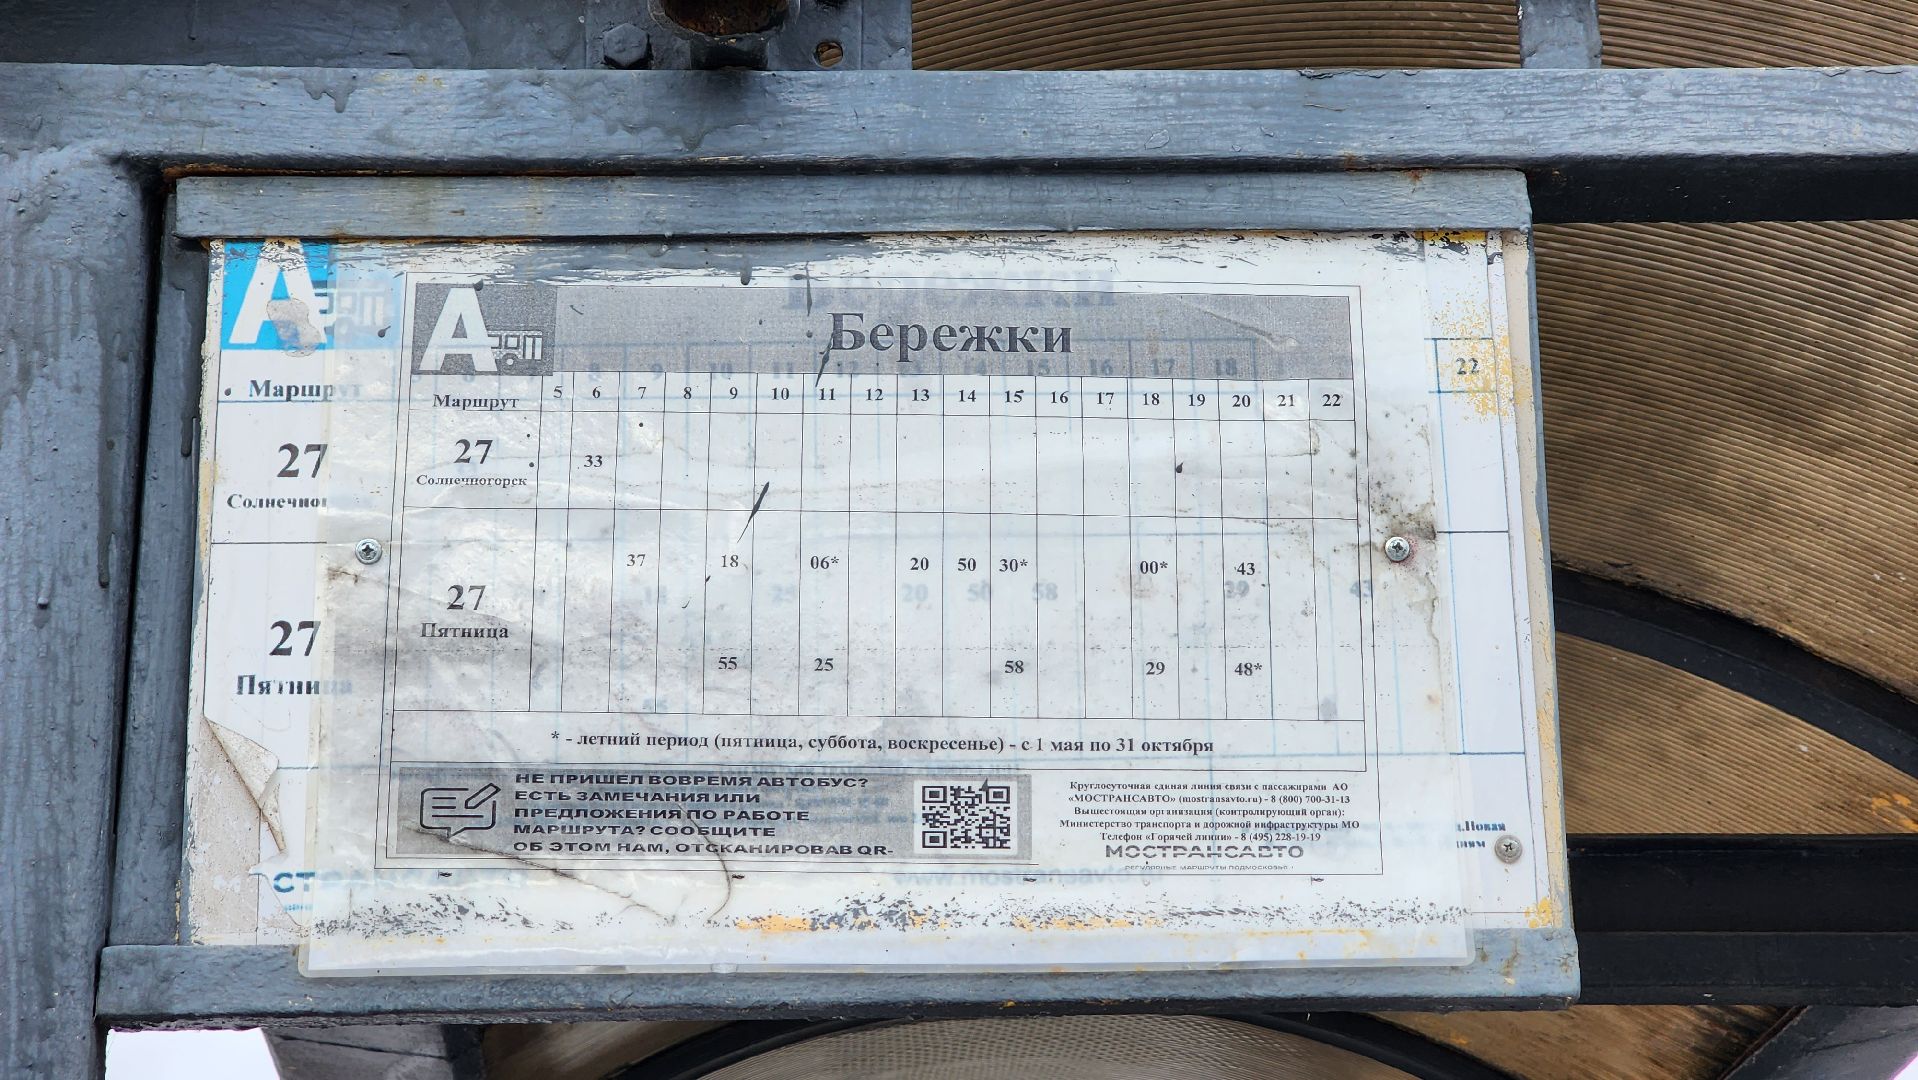 Бережки
Маршрут 5 6 7 8 9 10 11 12 13 14 15 16 17 18 19 20 21 22
27 33
Солнечногорск
37 18 06* 20 50 30* 00* 43
27
Пятница
55 25 58 29 48*
* - летний период (пятница, суббота, воскресенье) - с 1 мая по 31 октября
НЕ ПРИШЕЛ ВОВРЕМЯ АВТОБУС?
ЕСТЬ ЗАМЕЧАНИЯ ИЛИ
ПРЕДЛОЖЕНИЯ ПО РАБОТЕ
МАРШРУТА? СООБЩИТЕ
ОБ ЭТОМ НАМ, ОТСКАНИРОВАВ QR-
Круглосуточная единая линия связи с пассажирами АО
«МОСТРАНСАВТО» (mostransavto.ru) - 8 (800) 700-31-13
Вышестоящая организация (контролирующий орган):
Министерство транспорта и дорожной инфраструктуры МО
Телефон «Горячей линии» - 8 (495) 228-19-19
МОСТРАНСАВТО
РЕГУЛЯРНЫЕ МАРШРУТЫ ПОДМОСКОВЬЯ
Маршрут
22
27
Солнечног
27
Пятниц